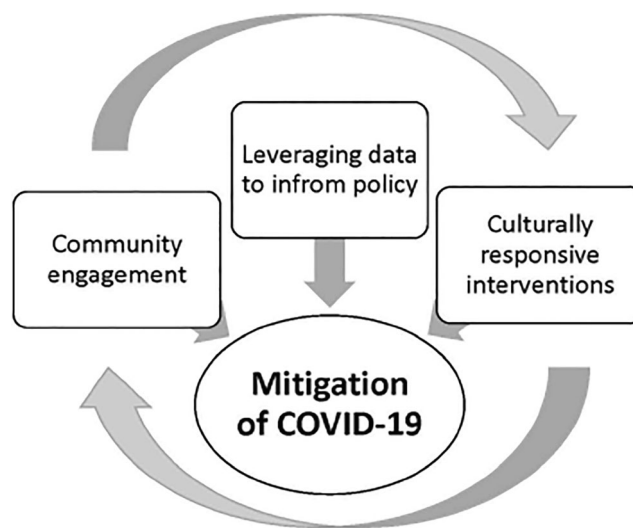 Leveraging data
to infrom policy
Community
engagement
Culturally
responsive
interventions
Mitigation
of COVID-19